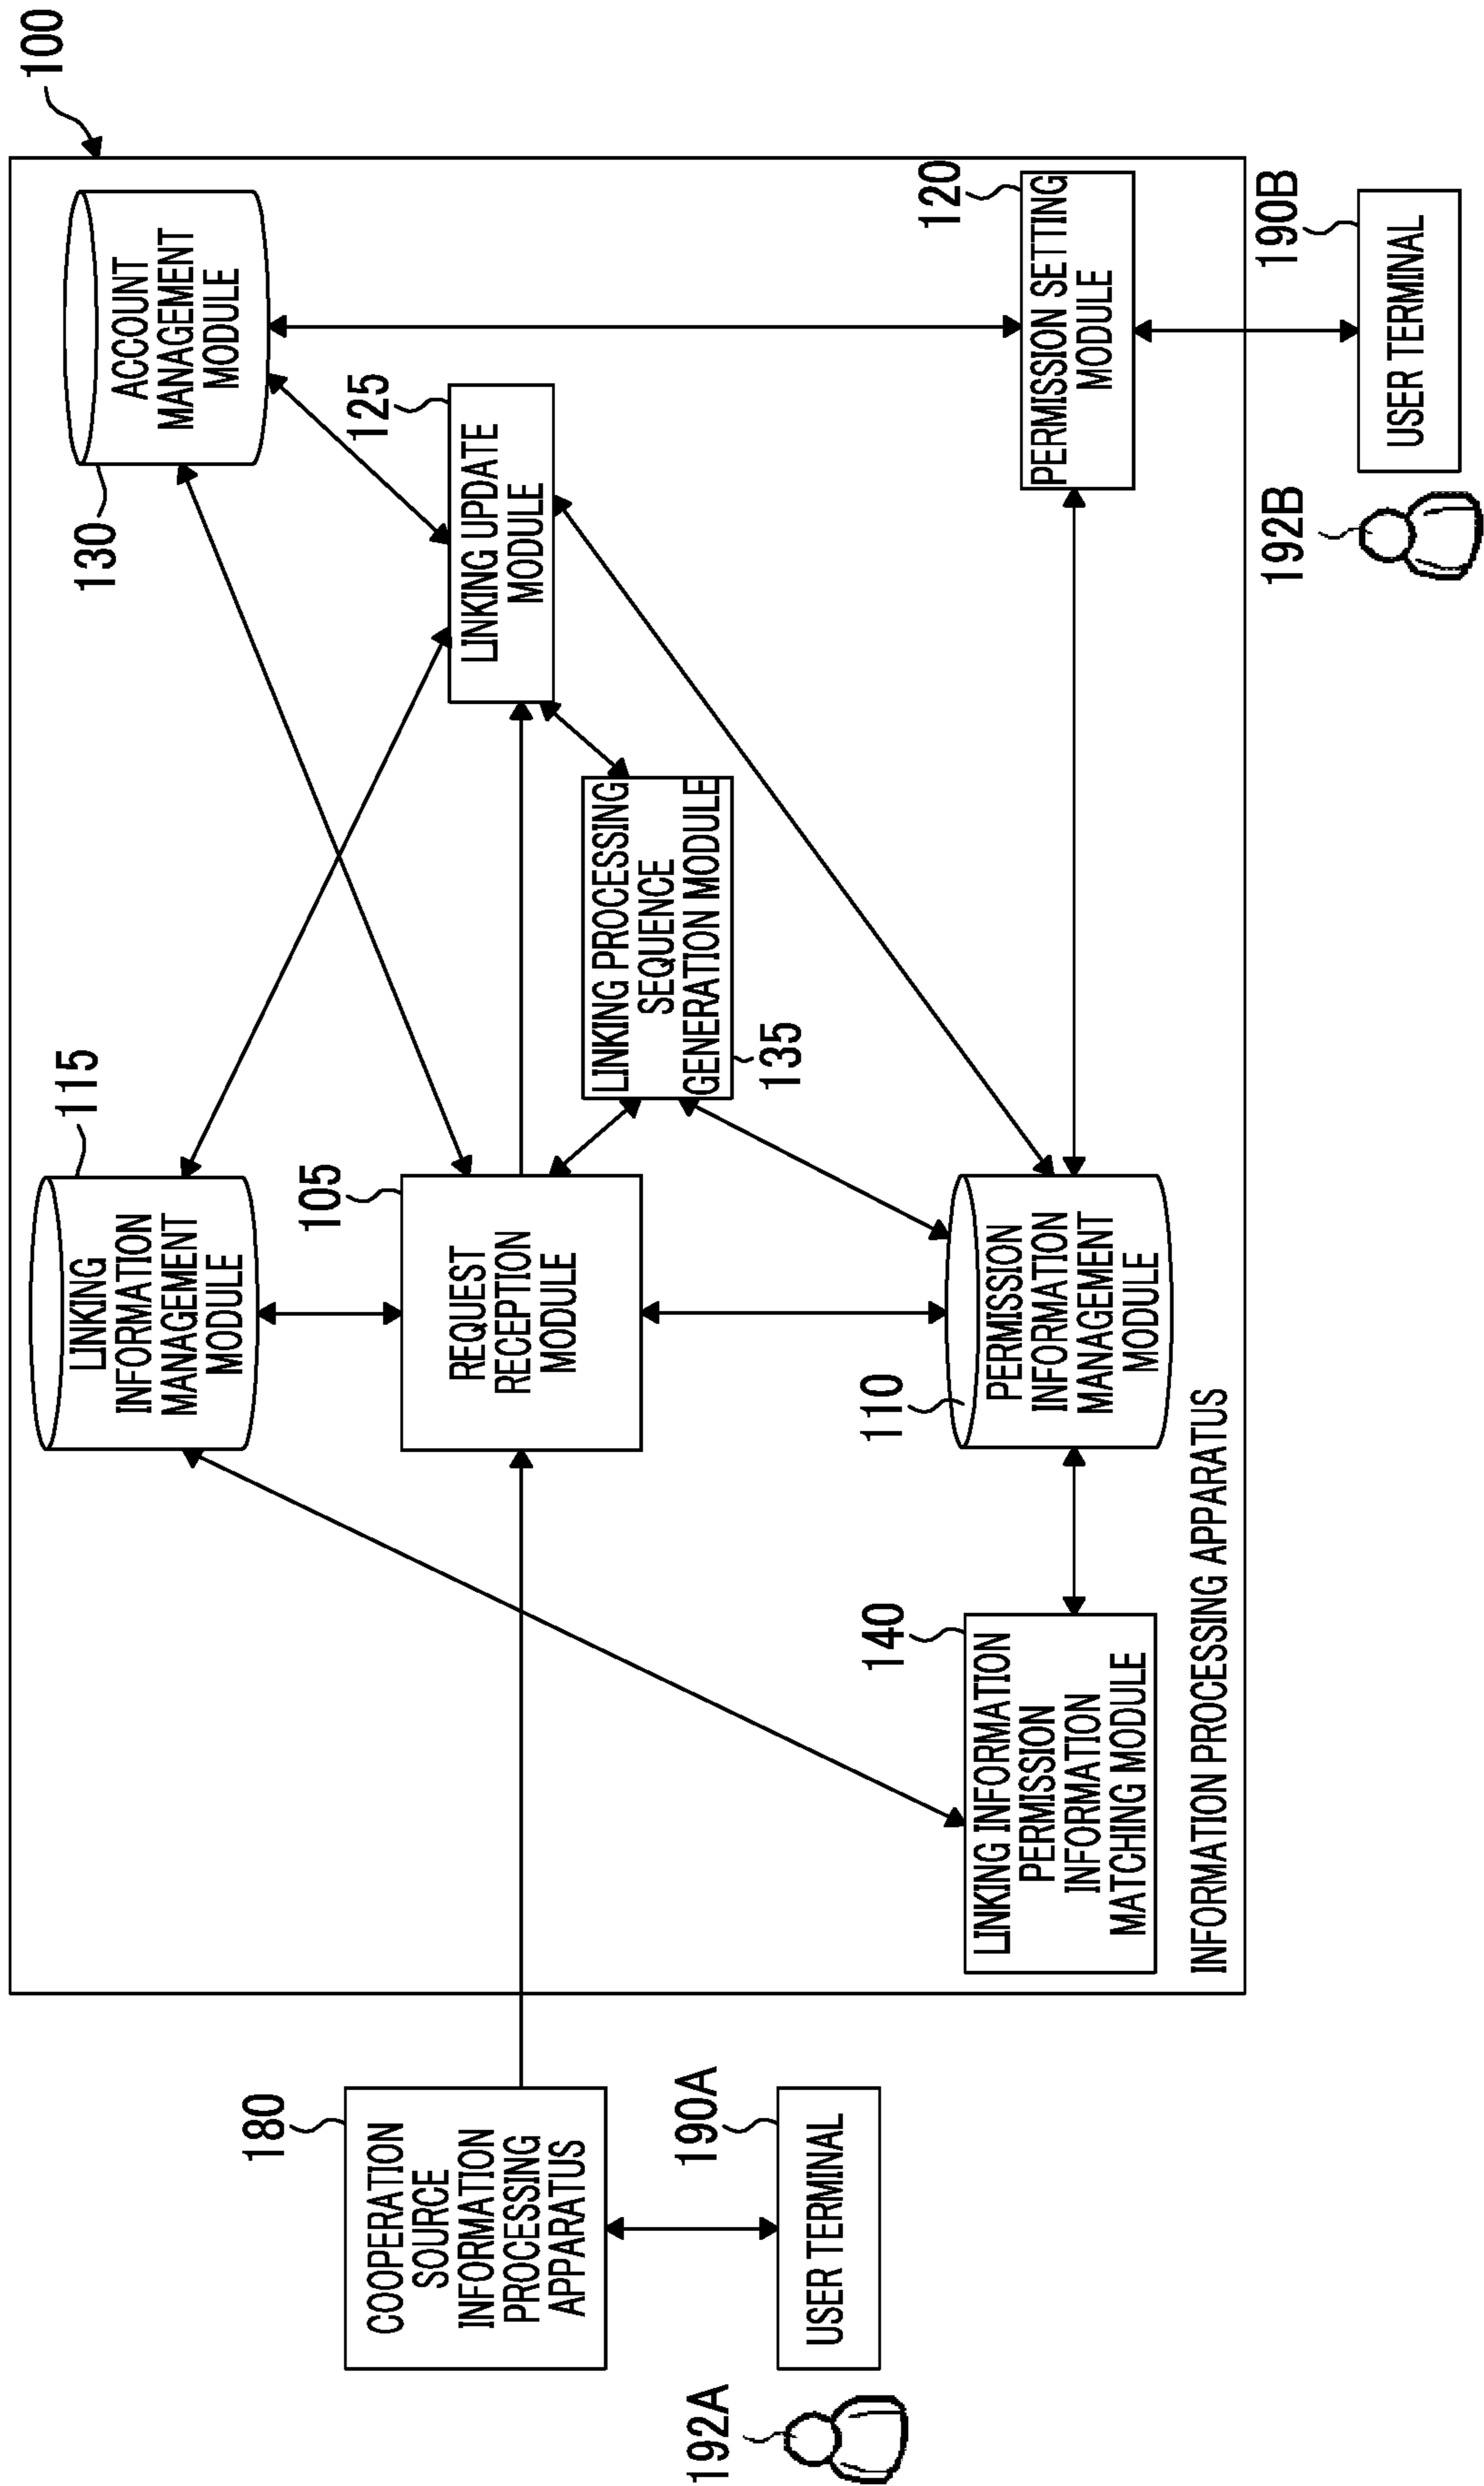 100
115
LINKING
INFORMATION
MANAGEMENT
MODULE
130
ACCOUNT
MANAGEMENT
MODULE
180
COOPERATION
SOURCE
INFORMATION
PROCESSING
APPARATUS
105
REQUEST
RECEPTION
MODULE
125
LINKING UPDATE
MODULE
LINKING PROCESSING
SEQUENCE
GENERATION MODULE
135
192A
190A
USER TERMINAL
140
LINKING INFORMATION
PERMISSION
INFORMATION
MATCHING MODULE
110
PERMISSION
INFORMATION
MANAGEMENT
MODULE
120
PERMISSION SETTING
MODULE
INFORMATION PROCESSING APPARATUS
192B
190B
USER TERMINAL